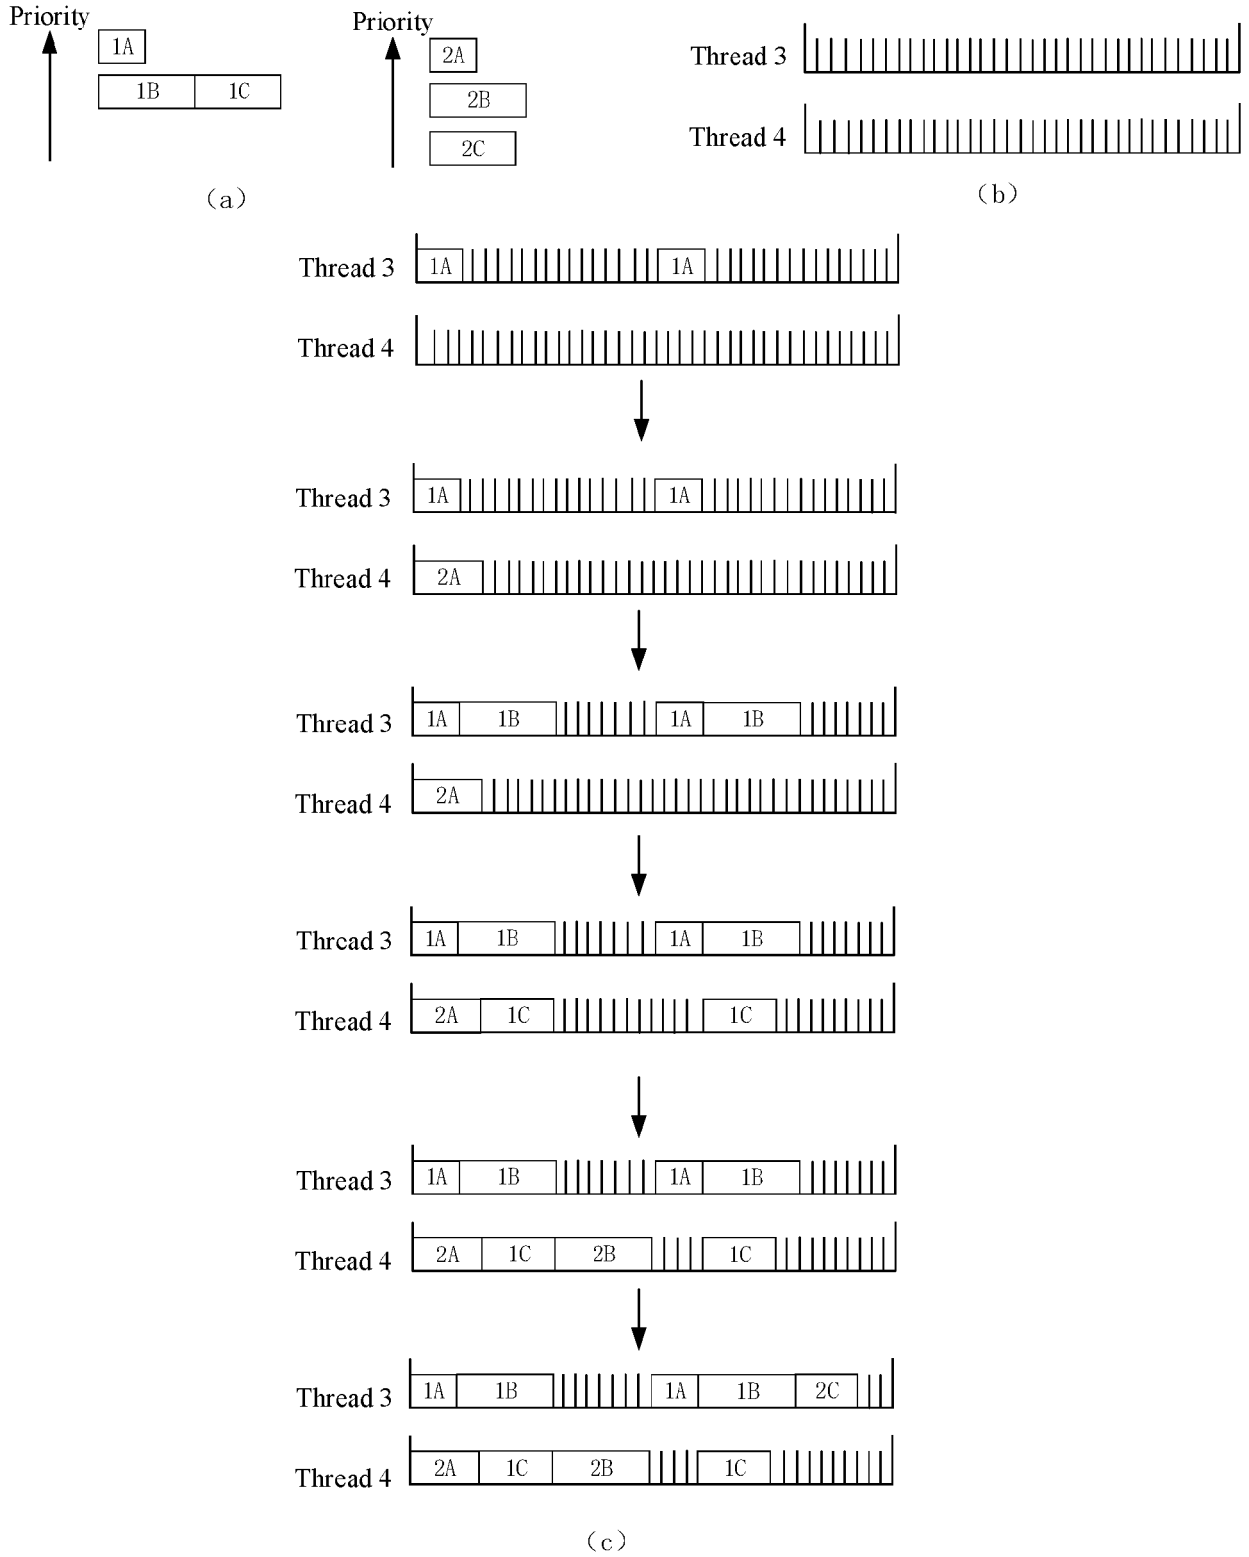 Priority
1A
1B 1C
(a)
Priority
2A
2B
2C
Thread 3
Thread 4
(b)
Thread 3 1A 1A
Thread 4
Thread 3 1A 1A
Thread 4 2A
Thread 3 1A 1B 1A 1B
Thread 4 2A
Thread 3 1A 1B 1A 1B
Thread 4 2A 1C 1C
Thread 3 1A 1B 1A 1B
Thread 4 2A 1C 2B 1C
Thread 3 1A 1B 1A 1B 2C
Thread 4 2A 1C 2B 1C
(c)